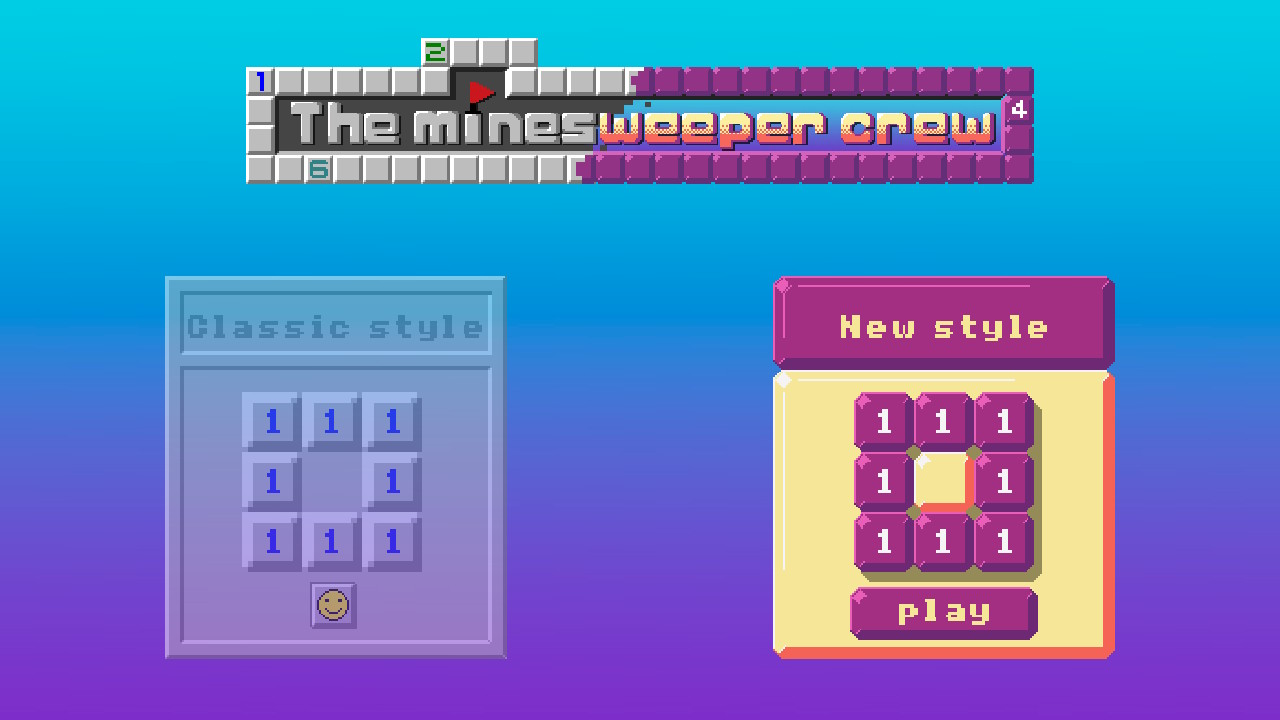 2
1
The minesweeper crew
4
6
Classic style
New style
1 1 1
1 1
1 1 1
1 1 1
1 1
1 1 1
play